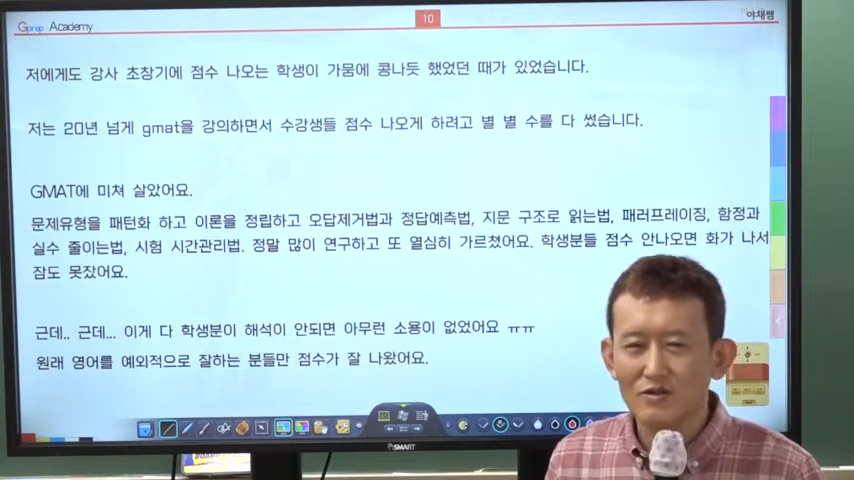 Gprep Academy
10
야채쌤
저에게도 강사 초창기에 점수 나오는 학생이 가뭄에 콩나듯 했었던 때가 있었습니다.
저는 20년 넘게 gmat을 강의하면서 수강생들 점수 나오게 하려고 별 별 수를 다 썼습니다.
GMAT에 미쳐 살았어요.
문제유형을 패턴화 하고 이론을 정립하고 오답제거법과 정답예측법, 지문 구조로 읽는법, 패러프레이징, 함정과
실수 줄이는법, 시험 시간관리법. 정말 많이 연구하고 또 열심히 가르쳤어요. 학생분들 점수 안나오면 화가 나서
잠도 못잤어요.
근데.. 근데... 이게 다 학생분이 해석이 안되면 아무런 소용이 없었어요 ㅠㅠ
원래 영어를 예외적으로 잘하는 분들만 점수가 잘 나왔어요.
SMART